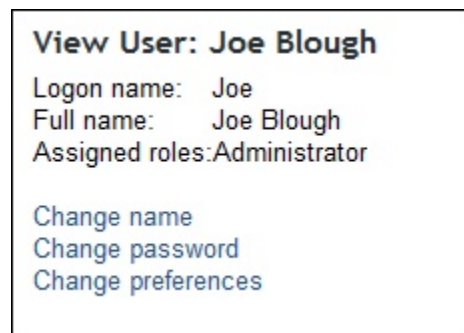 View User: Joe Blough
Logon name: Joe
Full name: Joe Blough
Assigned roles:Administrator
Change name
Change password
Change preferences